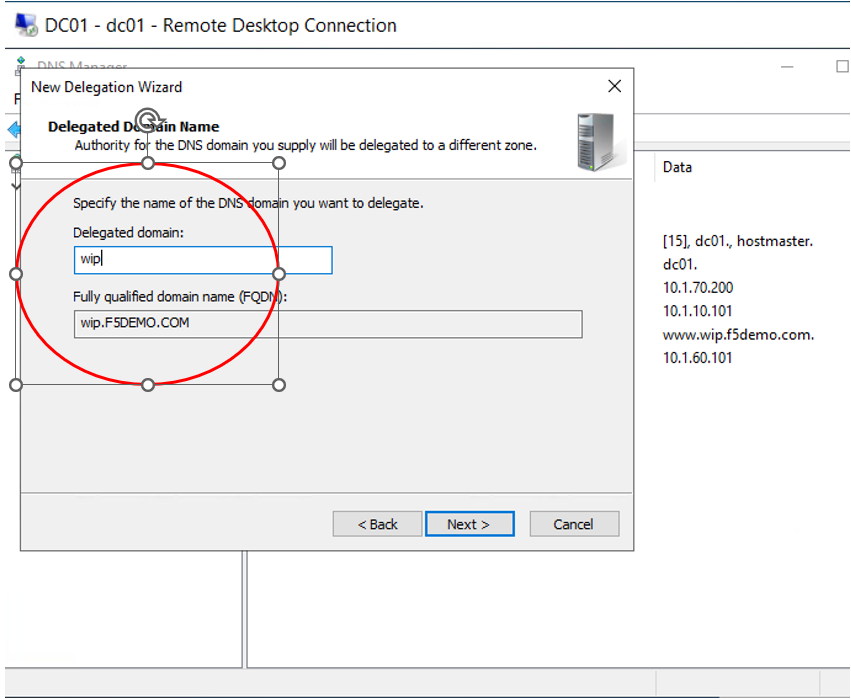 DC01 - dc01 - Remote Desktop Connection
DNS Manager
New Delegation Wizard
Delegated Domain Name
Authority for the DNS domain you supply will be delegated to a different zone.
Specify the name of the DNS domain you want to delegate.
Delegated domain:
wip
Fully qualified domain name (FQDN):
wip.F5DEMO.COM
< Back
Next >
Cancel
Data
[15], dc01., hostmaster.
dc01.
10.1.70.200
10.1.10.101
www.wip.f5demo.com.
10.1.60.101